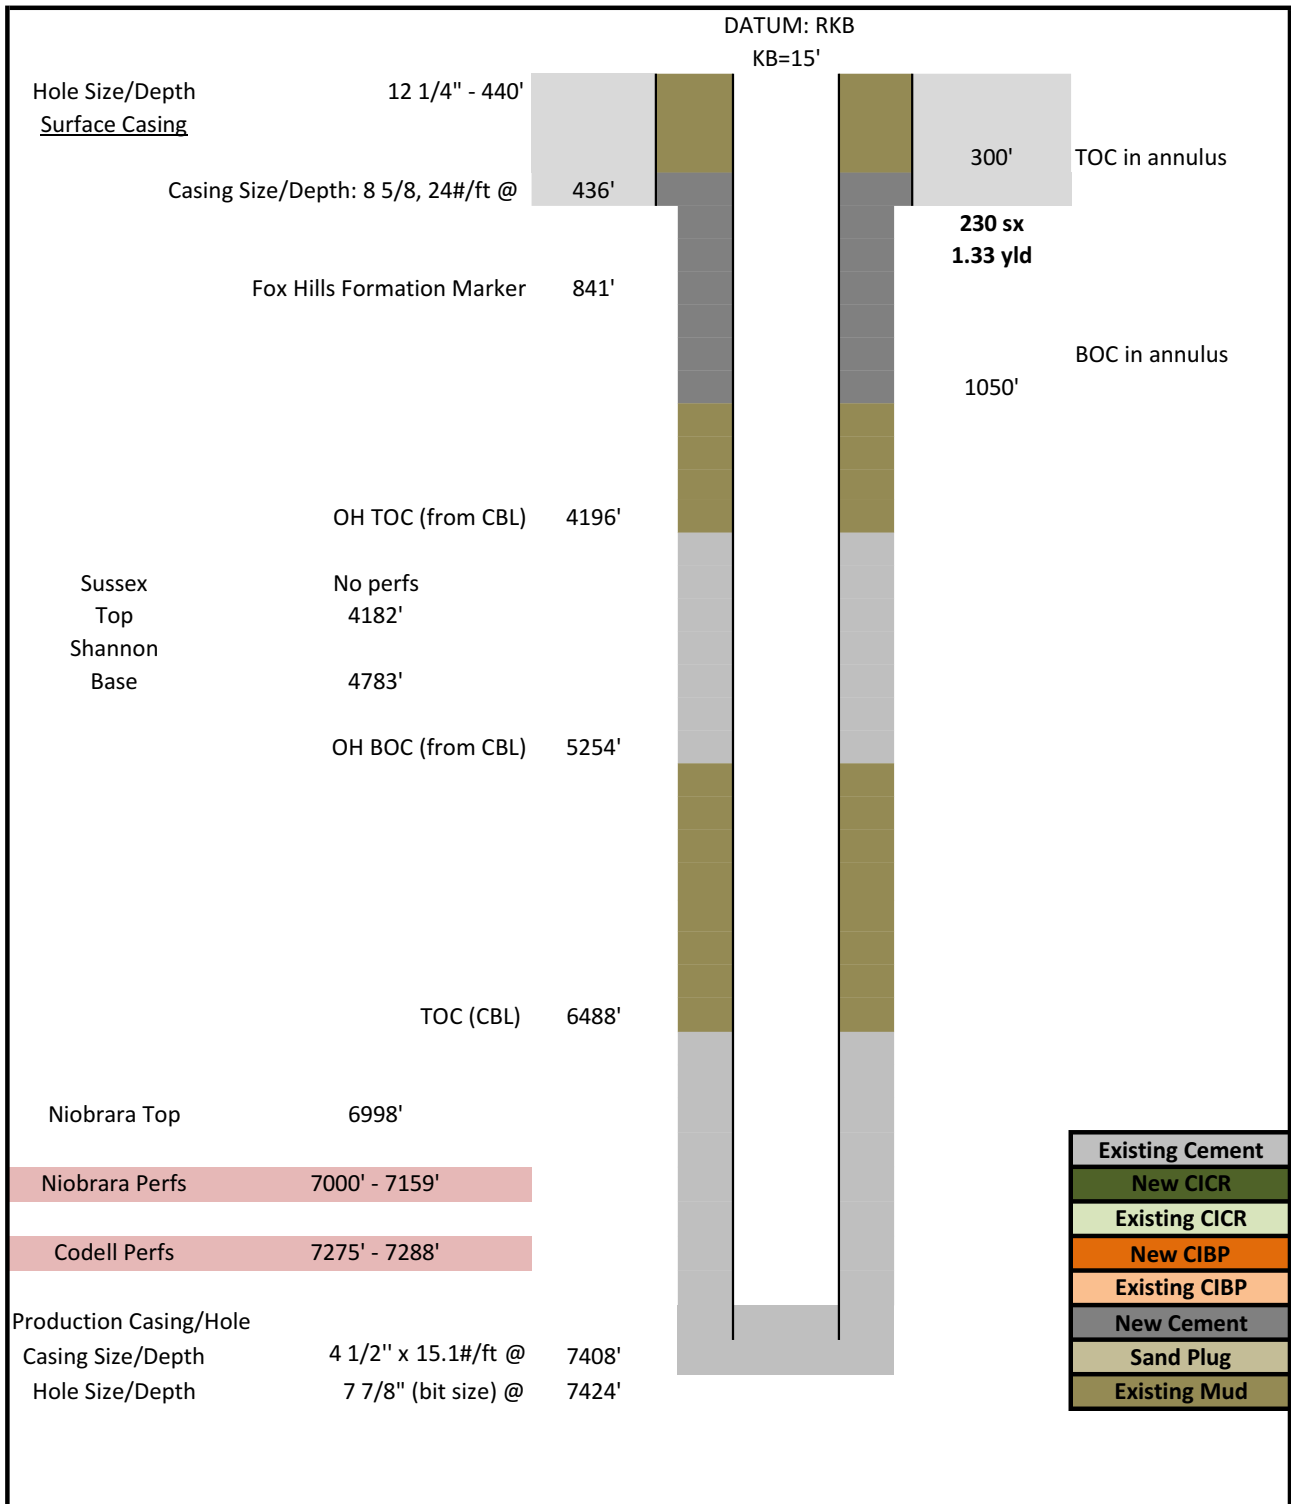 DATUM: RKB
KB=15'
Hole Size/Depth 12 1/4" - 440'
Surface Casing
300' TOC in annulus
Casing Size/Depth: 8 5/8, 24#/ft @ 436'
230 sx
1.33 yld
Fox Hills Formation Marker 841'
BOC in annulus
1050'
OH TOC (from CBL) 4196'
Sussex No perfs
Top 4182'
Shannon
Base 4783'
OH BOC (from CBL) 5254'
TOC (CBL) 6488'
Niobrara Top 6998'
Existing Cement
Niobrara Perfs 7000' - 7159' New CICR
Existing CICR
Codell Perfs 7275' - 7288' New CIBP
Existing CIBP
Production Casing/Hole New Cement
Casing Size/Depth 4 1/2'' x 15.1#/ft @ 7408' Sand Plug
Hole Size/Depth 7 7/8" (bit size) @ 7424' Existing Mud